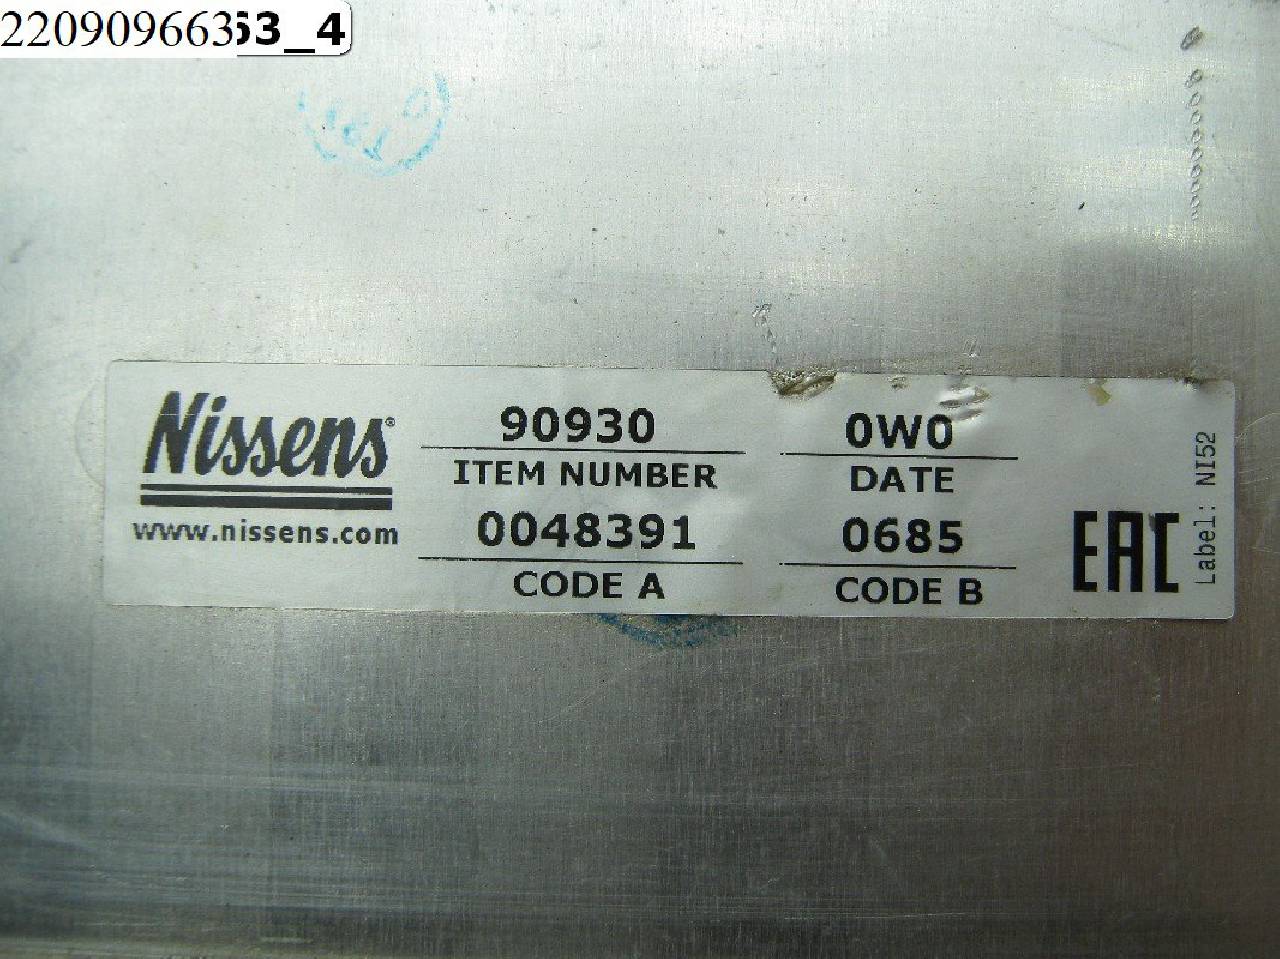 22090966353_4
Nissens®
www.nissens.com
90930
ITEM NUMBER
0048391
CODE A
0W0
DATE
0685
CODE B
EAC
Label: NI52